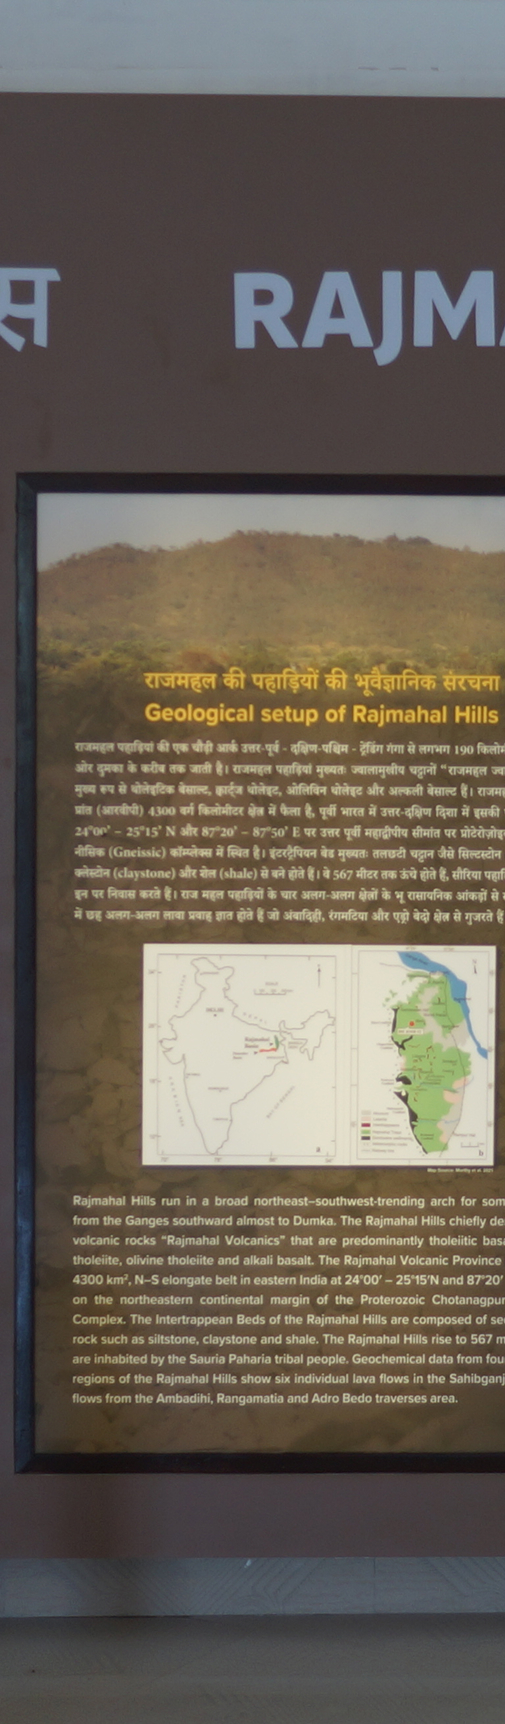 स RAJM
राजमहल की पहाड़ियों की भूवैज्ञानिक संरचना
Geological setup of Rajmahal Hills
राजमहल पहाड़ियां की एक चौड़ी आर्क उत्तर-पूर्व - दक्षिण-पश्चिम - ट्रेंडिंग गंगा से लगभग 190
ओर दुमका के करीब तक जाती है। राजमहल पहाड़ियां मुख्यतः ज्वालामुखीय चट्टानों "राजमहल
मुख्य रूप से थोलेइटिक बेसाल्ट, क्वार्ट्ज थोलेइट, ओलिविन थोलेइट और अल्कली बेसाल्ट हैं।
प्रांत (आरवीपी) 4300 वर्ग किलोमीटर क्षेत्र में फैला है, पूर्वी भारत में उत्तर-दक्षिण दिशा में इसकी
24°00' – 25°15' N और 87°20' – 87°50' E पर उत्तर पूर्वी महाद्वीपीय सीमांत पर
नीसिक (Gneissic) कॉम्प्लेक्स में स्थित है। इंटरट्रैपियन बेड मुख्यतः तलछटी चट्टान जैसे सिल्टस्टोन
क्लेस्टोन (claystone) और शेल (shale) से बने होते हैं। वे 567 मीटर तक ऊंचे होते हैं, सौरिया
इन पर निवास करते हैं। राज महल पहाड़ियों के चार अलग-अलग क्षेत्रों के भू रासायनिक आंकड़ों से
में छह अलग-अलग लावा प्रवाह ज्ञात होते हैं जो अंबाडिही, रंगमटिया और एड्रो बेदो क्षेत्र से गुजरते हैं
DELHI
Rajmahal
Basin
a
b
Rajmahal Hills run in a broad northeast–southwest-trending arch for som
from the Ganges southward almost to Dumka. The Rajmahal Hills chiefly de
volcanic rocks "Rajmahal Volcanics" that are predominantly tholeiitic bas
tholeiite, olivine tholeiite and alkali basalt. The Rajmahal Volcanic Province
4300 km², N–S elongate belt in eastern India at 24°00' – 25°15'N and 87°20'
on the northeastern continental margin of the Proterozoic Chotanagpur
Complex. The Intertrappean Beds of the Rajmahal Hills are composed of se
rock such as siltstone, claystone and shale. The Rajmahal Hills rise to 567 m
are inhabited by the Sauria Paharia tribal people. Geochemical data from fou
regions of the Rajmahal Hills show six individual lava flows in the Sahibganj
flows from the Ambadihi, Rangamatia and Adro Bedo traverses area.